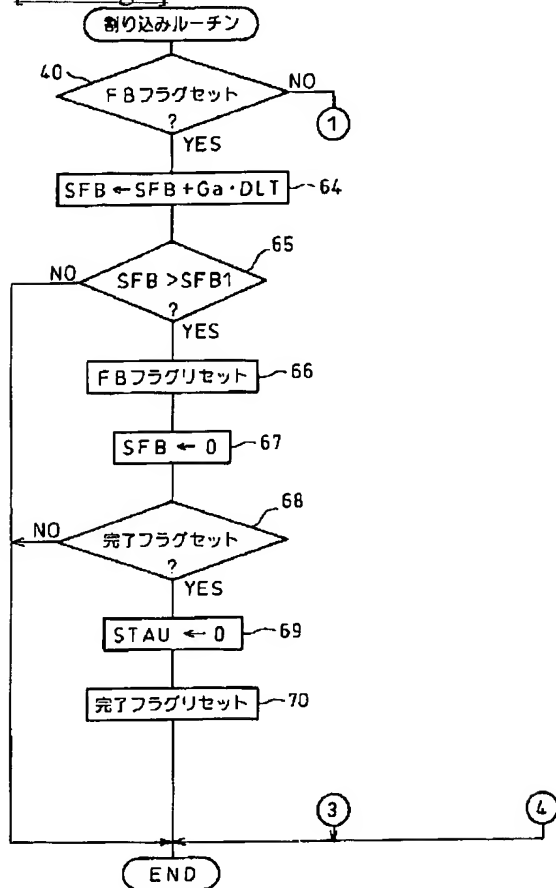 割り込みルーチン
40
FBフラグセット
?
NO
①
YES
SFB←SFB+Ga・DLT
64
65
NO
SFB>SFB1
?
YES
FBフラグリセット
66
SFB ← 0
67
68
NO
完了フラグセット
?
YES
STAU ← 0
69
完了フラグリセット
70
③
④
END